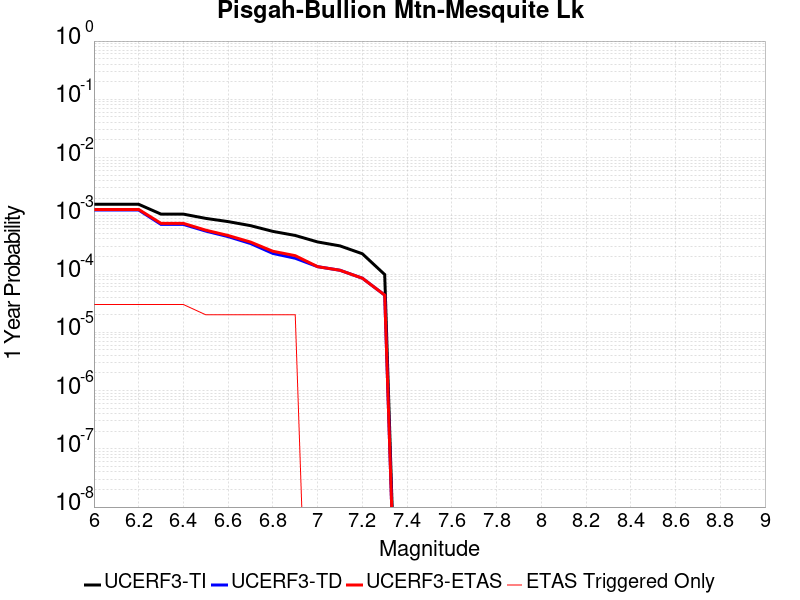 Pisgah-Bullion Mtn-Mesquite Lk
10^0
10^-1
10^-2
10^-3
10^-4
10^-5
10^-6
10^-7
10^-8
1 Year Probability
6 6.2 6.4 6.6 6.8 7 7.2 7.4 7.6 7.8 8 8.2 8.4 8.6 8.8 9
Magnitude
UCERF3-TI UCERF3-TD UCERF3-ETAS ETAS Triggered Only